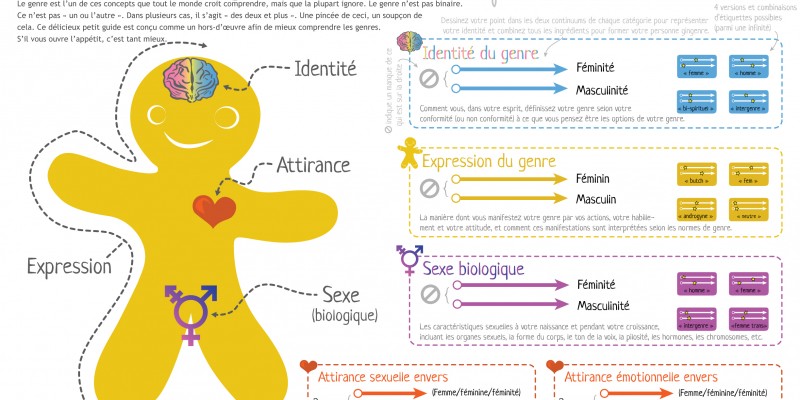 Le genre est l'un de ces concepts que tout le monde croit comprendre, mais que la plupart ignore. Le genre n'est pas binaire.
Ce n'est pas « un ou l'autre ». Dans plusieurs cas, il s'agit « des deux et plus ». Une pincée de ceci, un soupçon de
cela. Ce délicieux petit guide est conçu comme un hors-d'œuvre afin de mieux comprendre les genres.
S'il vous ouvre l'appétit, c'est tant mieux.
Identité
Attirance
Expression
Sexe
(biologique)
Dessinez votre point dans les deux continuums de chaque catégorie pour représenter
votre identité et combinez tous les ingrédients pour former votre personne gingenre.
4 versions et combinaisons
d'étiquettes possibles
(parmi une infinité)
indique un manque de ce
qui est sur la droite
Identité du genre
Féminité
Masculinité
Comment vous, dans votre esprit, définissez votre genre selon votre
conformité (ou non conformité) à ce que vous pensez être les options de votre genre.
« femme »
« homme »
« bi-spirituel »
« intergenre »
Expression du genre
Féminin
Masculin
La manière dont vous manifestez votre genre par vos actions, votre habille-
ment et votre attitude, et comment ces manifestations sont interprétées selon les normes de genre.
« butch »
« fem »
« androgyne »
« neutre »
Sexe biologique
Féminité
Masculiinité
Les caractéristiques sexuelles à votre naissance et pendant votre croissance,
incluant les organes sexuels, la forme du corps, le ton de la voix, la pilosité, les hormones, les chromosomes, etc.
« homme »
« femme »
« intergenre »
« femme trans»
Attirance sexuelle envers
(Femme/féminine/féminité)
Attirance émotionnelle envers
(Femme/féminine/féminité)